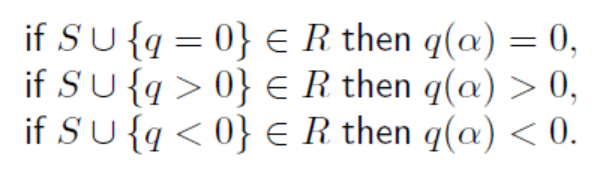 if S ∪ {q = 0} ∈ R then q(α) = 0,
if S ∪ {q > 0} ∈ R then q(α) > 0,
if S ∪ {q < 0} ∈ R then q(α) < 0.